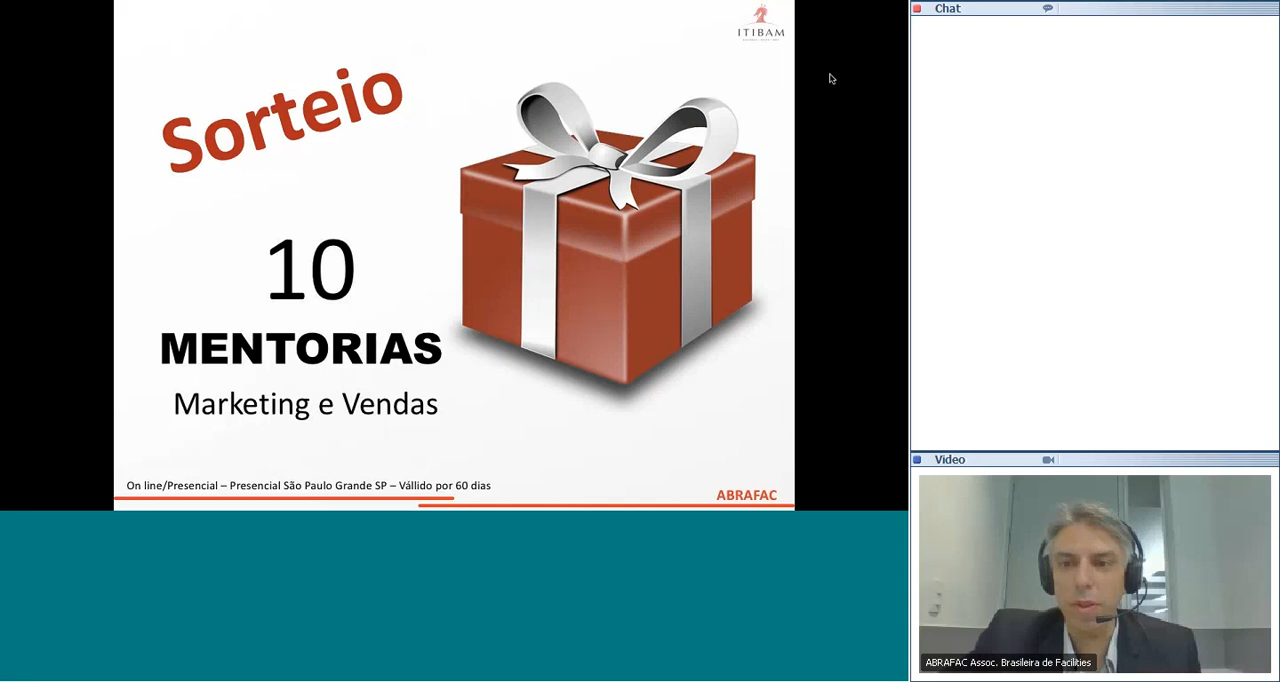 ITIBAM
Sorteio
10
MENTORIAS
Marketing e Vendas
On line/Presencial – Presencial São Paulo Grande SP – Vállido por 60 dias
ABRAFAC
Chat
Video
ABRAFAC Assoc. Brasileira de Facilities